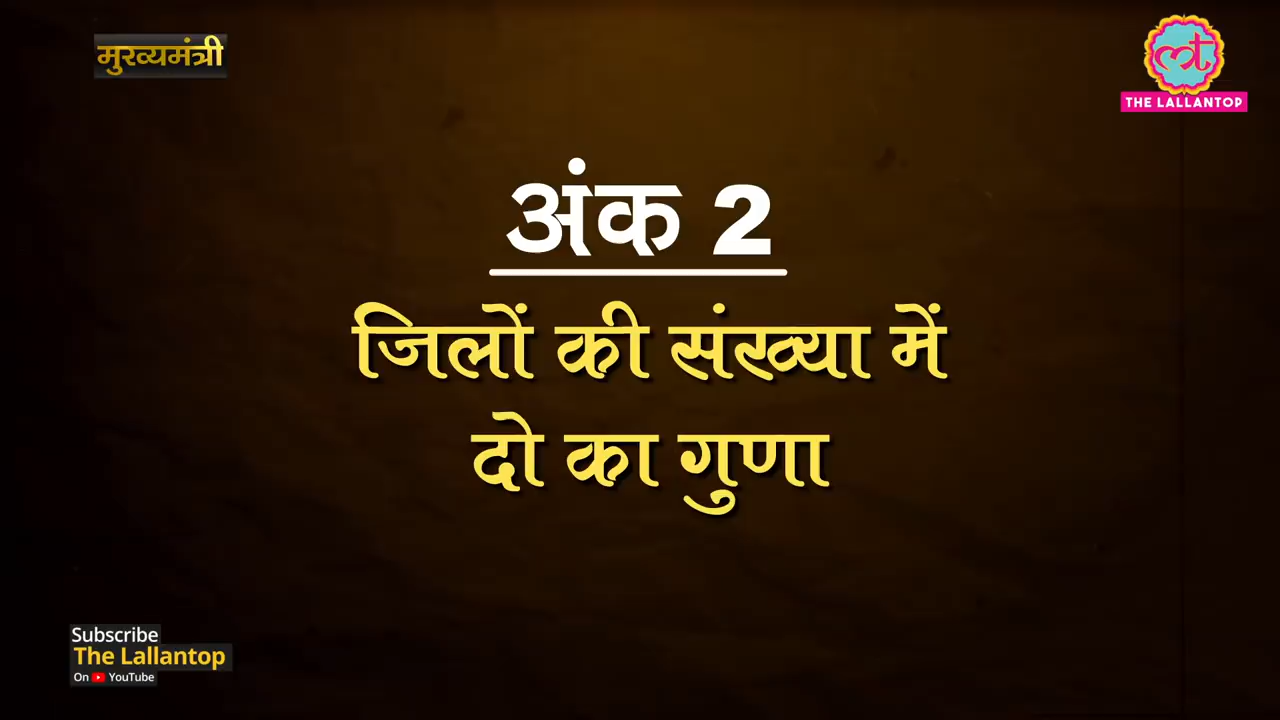 मुख्यमंत्री
THE LALLANTOP
अंक 2
जिलों की संख्या में
दो का गुणा
Subscribe
The Lallantop
On YouTube